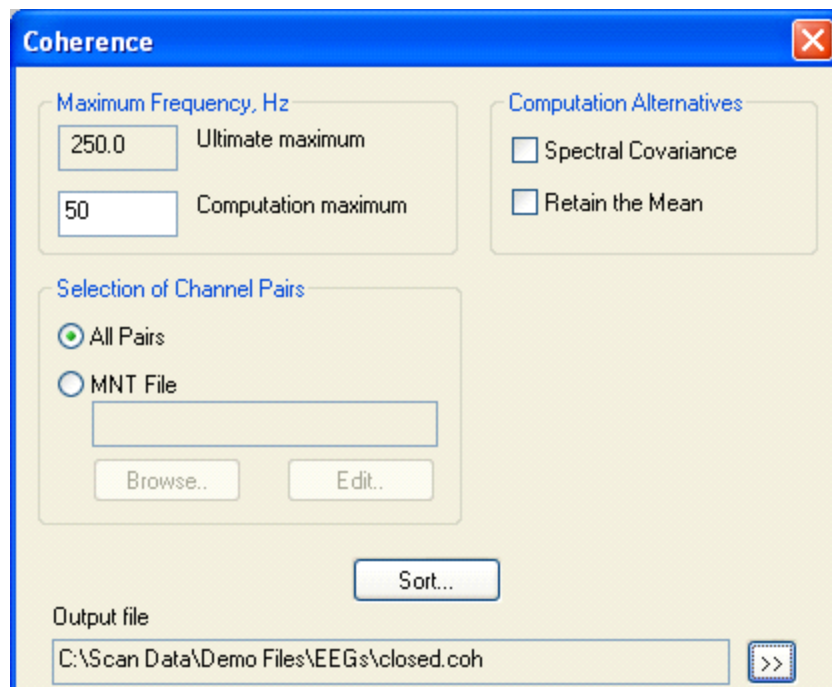 Coherence
Maximum Frequency, Hz
250.0 Ultimate maximum
50 Computation maximum
Computation Alternatives
Spectral Covariance
Retain the Mean
Selection of Channel Pairs
All Pairs
MNT File
Browse.. Edit..
Sort...
Output file
C:\Scan Data\Demo Files\EEGs\closed.coh >>